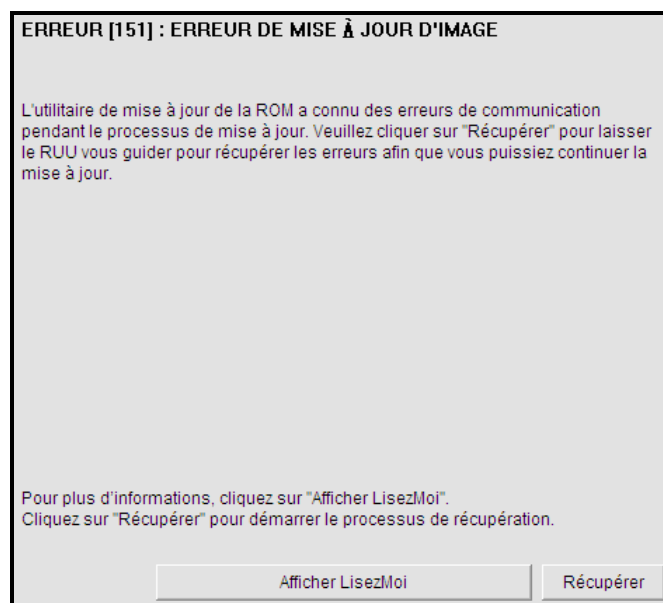 ERREUR [151] : ERREUR DE MISE À JOUR D'IMAGE
L'utilitaire de mise à jour de la ROM a connu des erreurs de communication
pendant le processus de mise à jour. Veuillez cliquer sur "Récupérer" pour laisser
le RUU vous guider pour récupérer les erreurs afin que vous puissiez continuer la
mise à jour.
Pour plus d'informations, cliquez sur "Afficher LisezMoi".
Cliquez sur "Récupérer" pour démarrer le processus de récupération.
Afficher LisezMoi
Récupérer